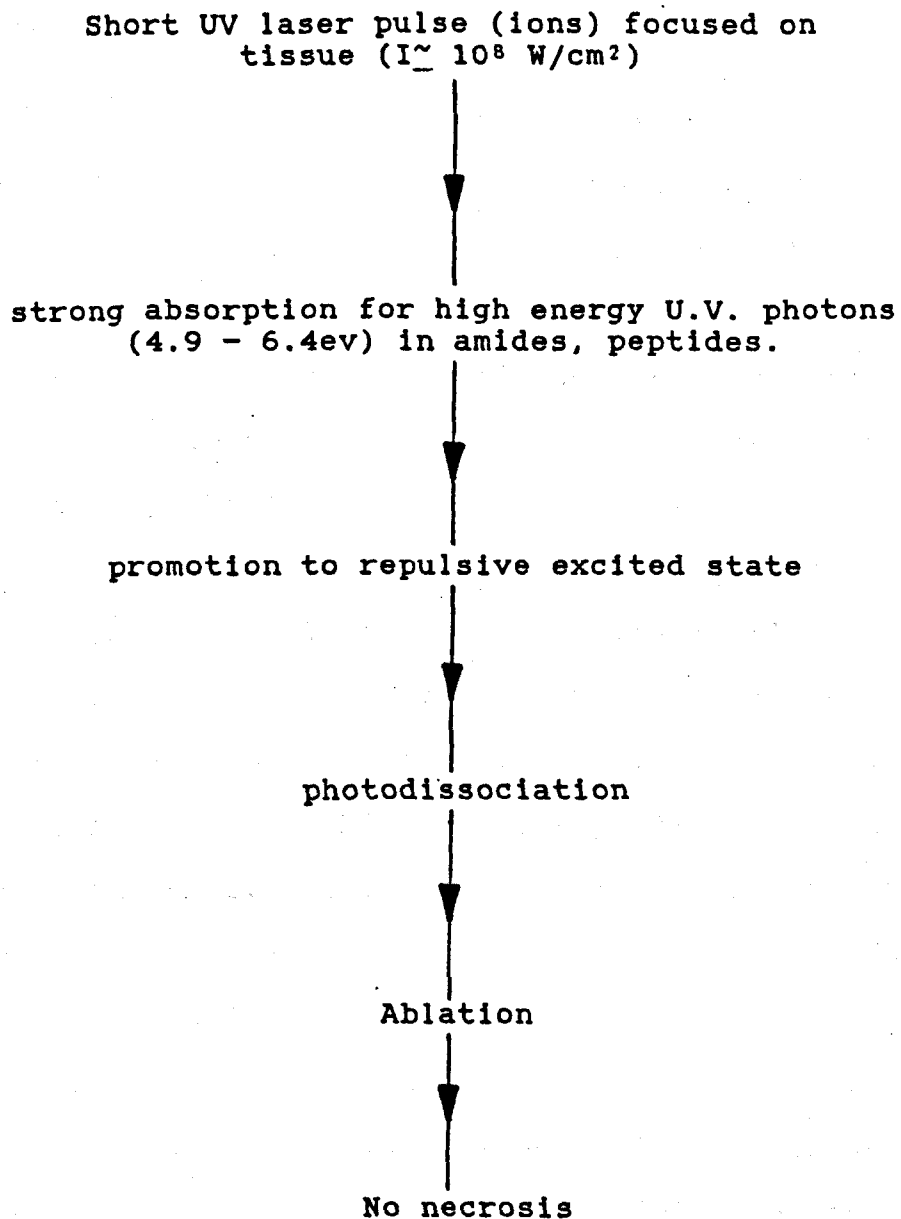 Short UV laser pulse (ions) focused on
tissue (I≃ 10⁸ W/cm²)
strong absorption for high energy U.V. photons
(4.9 - 6.4ev) in amides, peptides.
promotion to repulsive excited state
photodissociation
Ablation
No necrosis